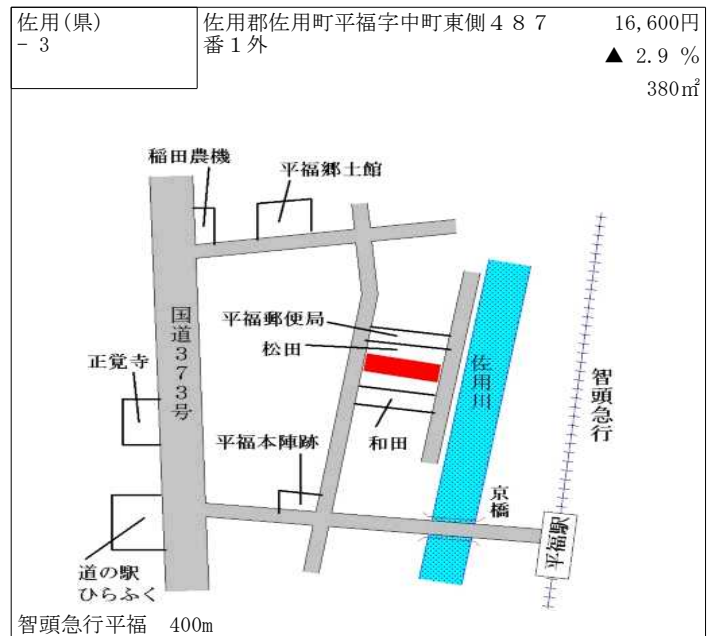 佐用(県)
- 3
佐用郡佐用町平福字中町東側４８７
番１外
16,600円
▲ 2.9 %
380㎡
稲田農機
平福郷土館
国道３７３号
平福郵便局
松田
正覚寺
佐用川
智頭急行
平福本陣跡
和田
京橋
平福駅
道の駅
ひらふく
智頭急行平福　400m